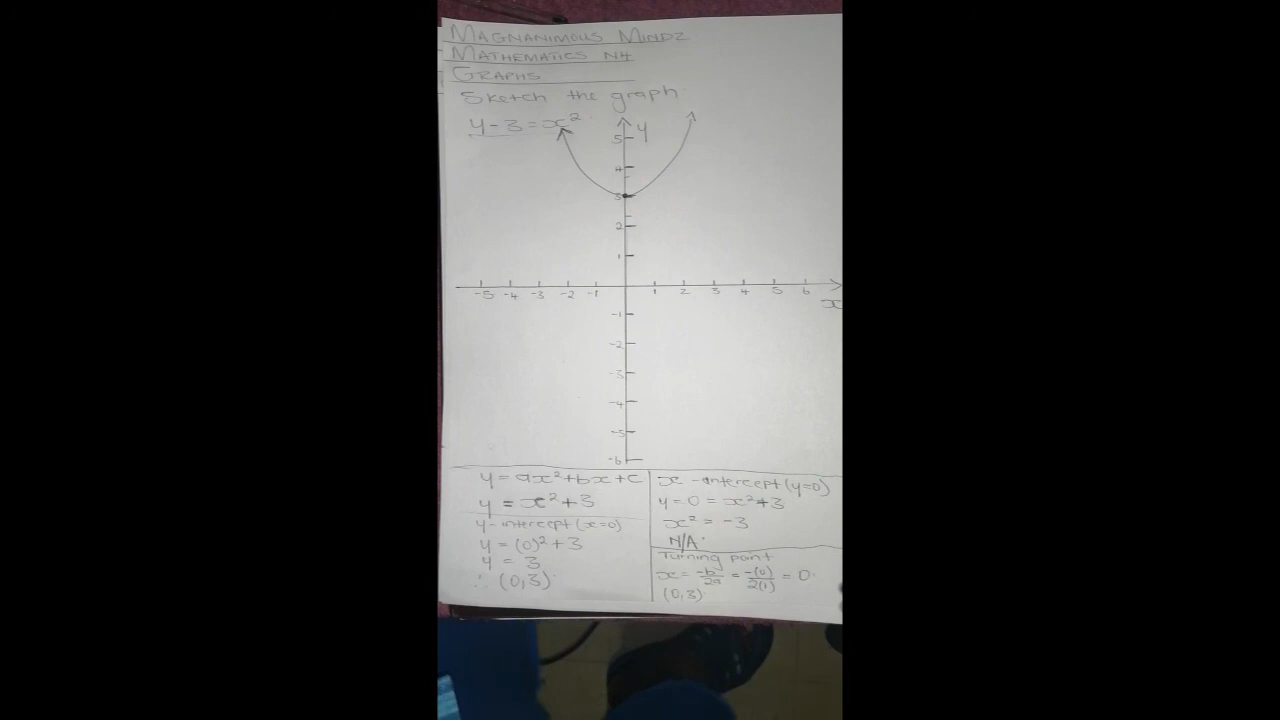 MAGNANIMOUS MINDZ
MATHEMATICS N4
GRAPHS
Sketch the graph.
y - 3 = x².
y
5
4
3
2
1
-5 -4 -3 -2 -1 1 2 3 4 5 6
x
-1
-2
-3
-4
-5
-6
y = ax² + bx + c
y = x² + 3
y-intercept (x=0)
y = (0)² + 3
y = 3
∴ (0,3)
x-intercept (y=0)
y = 0 = x² + 3
x² = -3
N/A.
Turning point
x = -b/2a = -(0)/2(1) = 0.
(0,3).